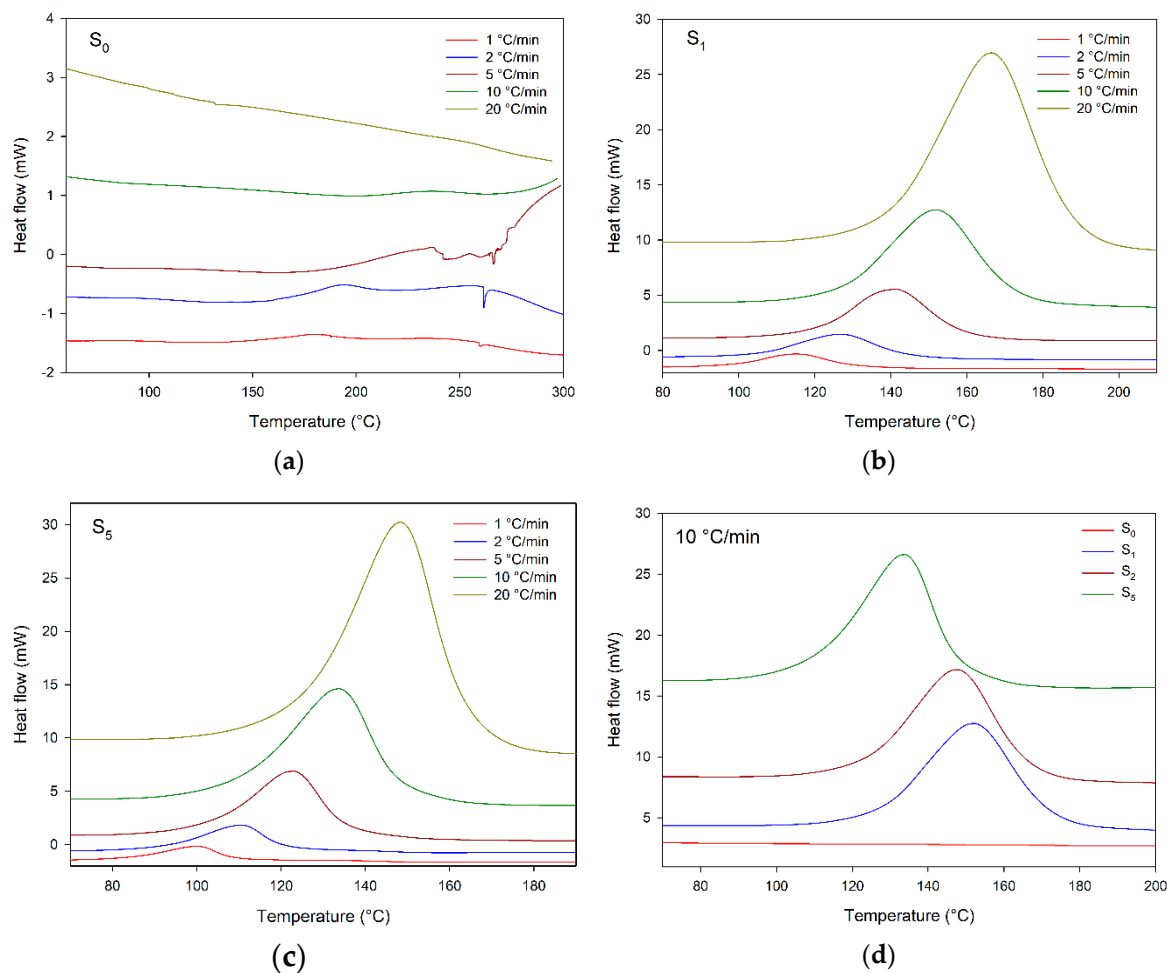 S0
1 °C/min
2 °C/min
5 °C/min
10 °C/min
20 °C/min
4
3
2
1
0
-1
-2
Heat flow (mW)
100
150
200
250
300
Temperature (°C)
(a)
S1
1 °C/min
2 °C/min
5 °C/min
10 °C/min
20 °C/min
30
25
20
15
10
5
0
Heat flow (mW)
80
100
120
140
160
180
200
Temperature (°C)
(b)
S5
1 °C/min
2 °C/min
5 °C/min
10 °C/min
20 °C/min
30
25
20
15
10
5
0
Heat flow (mW)
80
100
120
140
160
180
Temperature (°C)
(c)
10 °C/min
S0
S1
S2
S5
30
25
20
15
10
5
Heat flow (mW)
80
100
120
140
160
180
200
Temperature (°C)
(d)